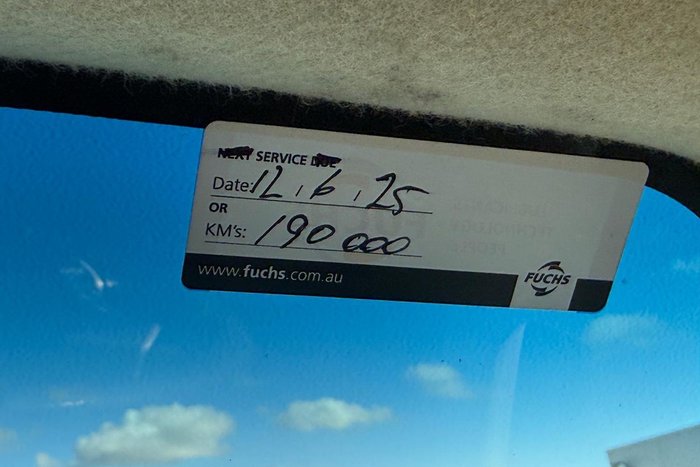 NEXT SERVICE DUE
Date: 12.6.25
OR
KM's: 190 000
www.fuchs.com.au
FUCHS